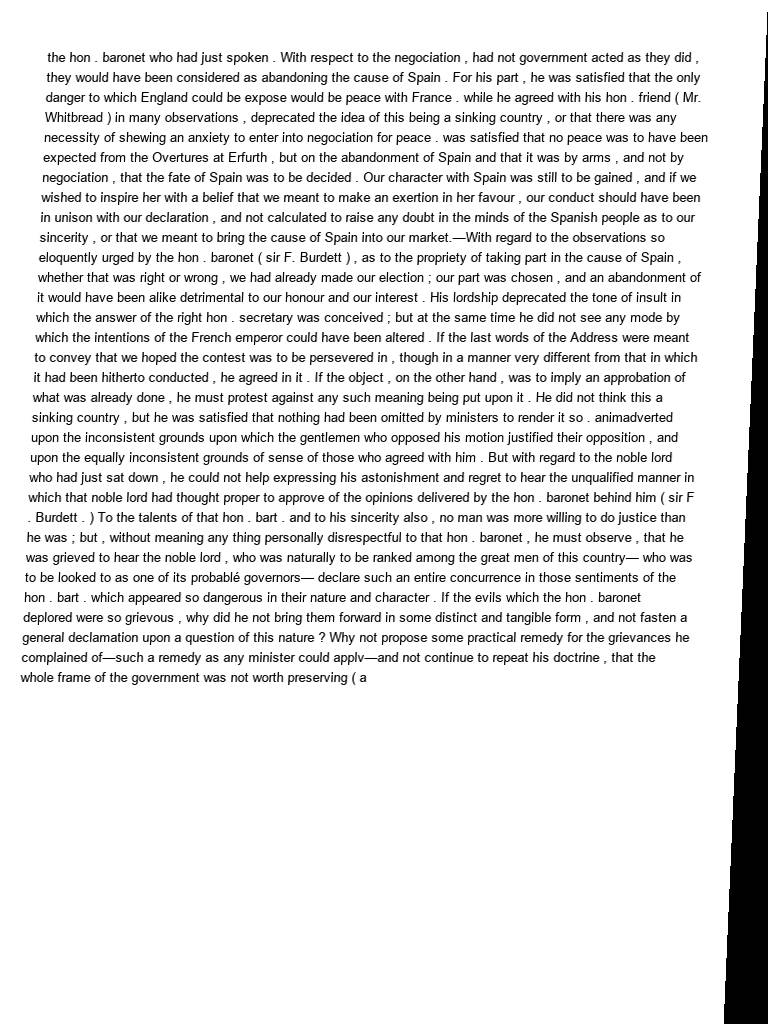 the hon . baronet who had just spoken . With respect to the negociation , had not government acted as they did ,
they would have been considered as abandoning the cause of Spain . For his part , he was satisfied that the only
danger to which England could be expose would be peace with France . while he agreed with his hon . friend ( Mr.
Whitbread ) in many observations , deprecated the idea of this being a sinking country , or that there was any
necessity of shewing an anxiety to enter into negociation for peace . was satisfied that no peace was to have been
expected from the Overtures at Erfurth , but on the abandonment of Spain and that it was by arms , and not by
negociation , that the fate of Spain was to be decided . Our character with Spain was still to be gained , and if we
wished to inspire her with a belief that we meant to make an exertion in her favour , our conduct should have been
in unison with our declaration , and not calculated to raise any doubt in the minds of the Spanish people as to our
sincerity , or that we meant to bring the cause of Spain into our market.—With regard to the observations so
eloquently urged by the hon . baronet ( sir F. Burdett ) , as to the propriety of taking part in the cause of Spain ,
whether that was right or wrong , we had already made our election ; our part was chosen , and an abandonment of
it would have been alike detrimental to our honour and our interest . His lordship deprecated the tone of insult in
which the answer of the right hon . secretary was conceived ; but at the same time he did not see any mode by
which the intentions of the French emperor could have been altered . If the last words of the Address were meant
to convey that we hoped the contest was to be persevered in , though in a manner very different from that in which
it had been hitherto conducted , he agreed in it . If the object , on the other hand , was to imply an approbation of
what was already done , he must protest against any such meaning being put upon it . He did not think this a
sinking country , but he was satisfied that nothing had been omitted by ministers to render it so . animadverted
upon the inconsistent grounds upon which the gentlemen who opposed his motion justified their opposition , and
upon the equally inconsistent grounds of sense of those who agreed with him . But with regard to the noble lord
who had just sat down , he could not help expressing his astonishment and regret to hear the unqualified manner in
which that noble lord had thought proper to approve of the opinions delivered by the hon . baronet behind him ( sir F
. Burdett . ) To the talents of that hon . bart . and to his sincerity also , no man was more willing to do justice than
he was ; but , without meaning any thing personally disrespectful to that hon . baronet , he must observe , that he
was grieved to hear the noble lord , who was naturally to be ranked among the great men of this country— who was
to be looked to as one of its probablé governors— declare such an entire concurrence in those sentiments of the
hon . bart . which appeared so dangerous in their nature and character . If the evils which the hon . baronet
deplored were so grievous , why did he not bring them forward in some distinct and tangible form , and not fasten a
general declamation upon a question of this nature ? Why not propose some practical remedy for the grievances he
complained of—such a remedy as any minister could applv—and not continue to repeat his doctrine , that the
whole frame of the government was not worth preserving ( a